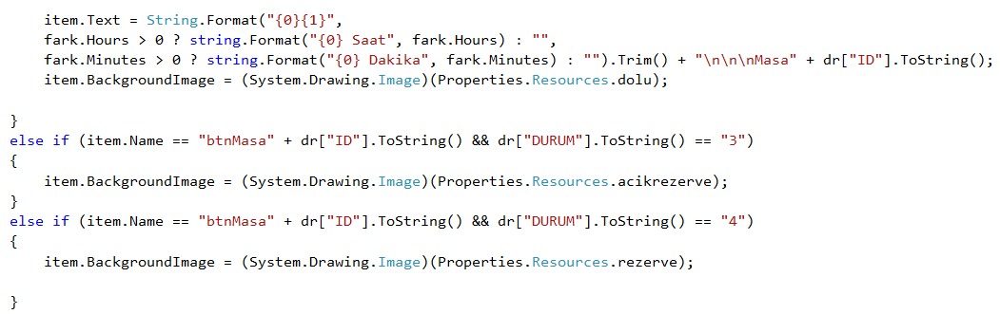 item.Text = String.Format("{0}{1}",
fark.Hours > 0 ? string.Format("{0} Saat", fark.Hours) : "",
fark.Minutes > 0 ? string.Format("{0} Dakika", fark.Minutes) : "").Trim() + "\n\n\nMasa" + dr["ID"].ToString();
item.BackgroundImage = (System.Drawing.Image)(Properties.Resources.dolu);
}
else if (item.Name == "btnMasa" + dr["ID"].ToString() && dr["DURUM"].ToString() == "3")
{
item.BackgroundImage = (System.Drawing.Image)(Properties.Resources.acikrezerve);
}
else if (item.Name == "btnMasa" + dr["ID"].ToString() && dr["DURUM"].ToString() == "4")
{
item.BackgroundImage = (System.Drawing.Image)(Properties.Resources.rezerve);
}